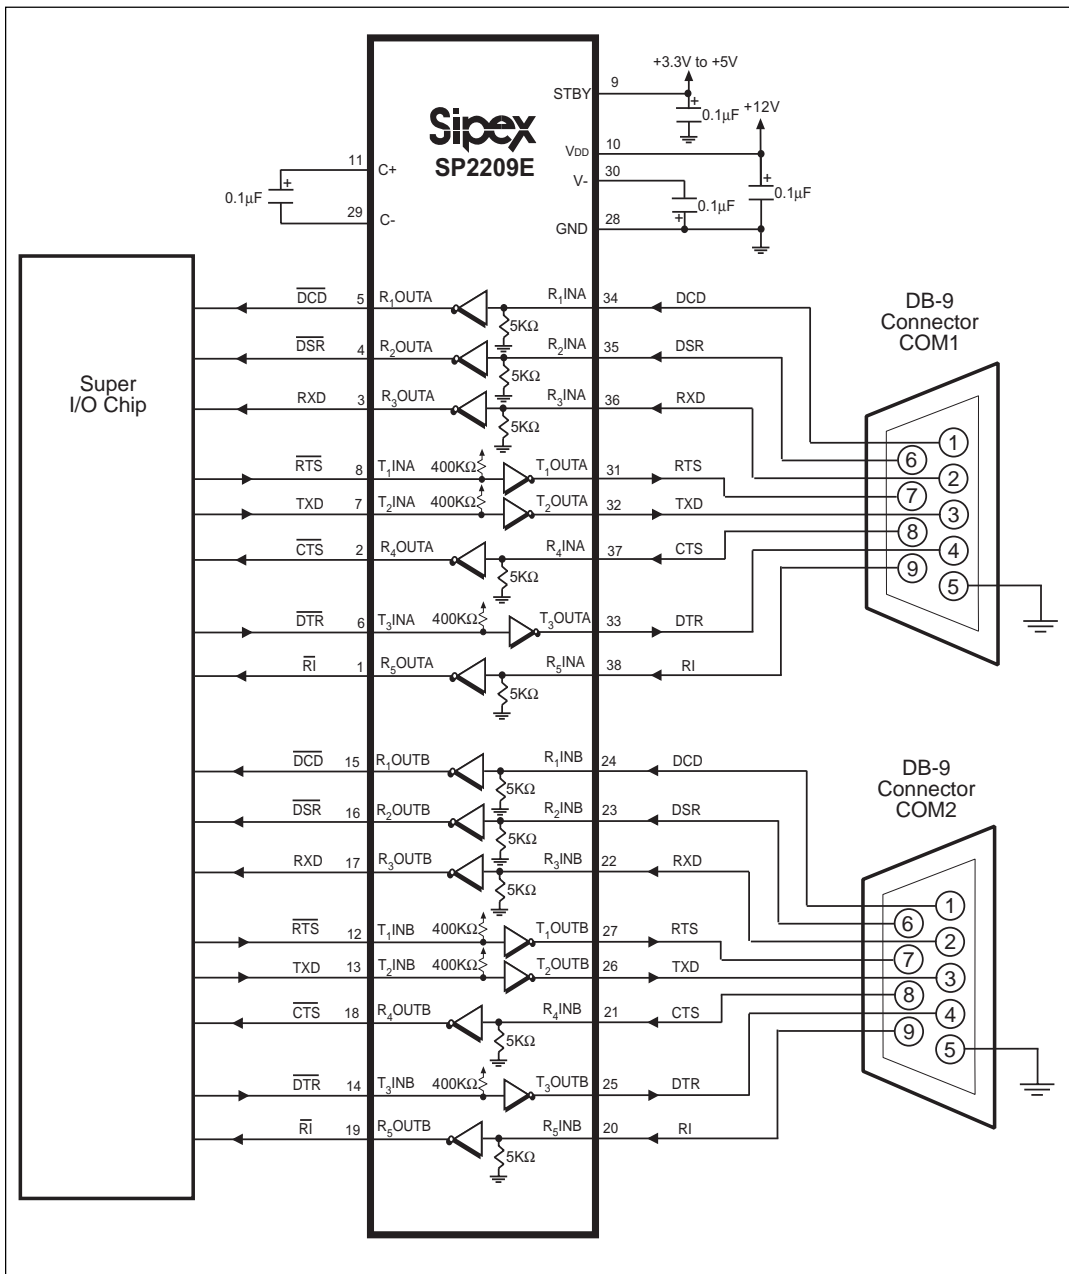 +3.3V to +5V
9
STBY
0.1µF
+12V
Sipex
SP2209E
VDD
10
11
C+
V-
30
0.1µF
0.1µF
0.1µF
29
C-
GND
28
DCD 5 R1OUTA R1INA 34 DCD
5KΩ
DSR 4 R2OUTA R2INA 35 DSR
5KΩ
RXD 3 R3OUTA R3INA 36 RXD
5KΩ
RTS 8 T1INA 400KΩ T1OUTA 31 RTS
TXD 7 T2INA 400KΩ T2OUTA 32 TXD
CTS 2 R4OUTA R4INA 37 CTS
5KΩ
DTR 6 T3INA 400KΩ T3OUTA 33 DTR
RI 1 R5OUTA R5INA 38 RI
5KΩ
Super
I/O Chip
DB-9
Connector
COM1
1
6
2
7
3
8
4
9
5
DCD 15 R1OUTB R1INB 24 DCD
5KΩ
DSR 16 R2OUTB R2INB 23 DSR
5KΩ
RXD 17 R3OUTB R3INB 22 RXD
5KΩ
RTS 12 T1INB 400KΩ T1OUTB 27 RTS
TXD 13 T2INB 400KΩ T2OUTB 26 TXD
CTS 18 R4OUTB R4INB 21 CTS
5KΩ
DTR 14 T3INB 400KΩ T3OUTB 25 DTR
RI 19 R5OUTB R5INB 20 RI
5KΩ
DB-9
Connector
COM2
1
6
2
7
3
8
4
9
5